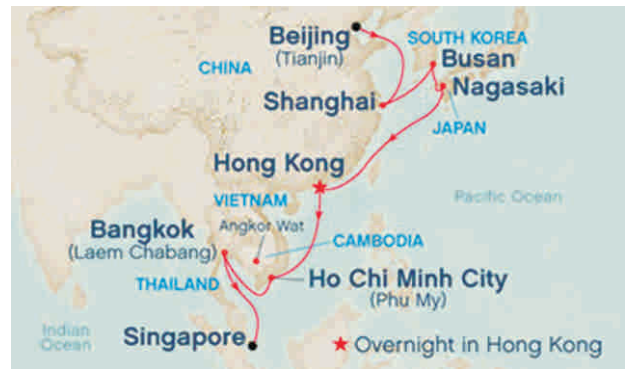 Beijing
(Tianjin)
SOUTH KOREA
Busan
CHINA
Nagasaki
Shanghai
JAPAN
Hong Kong
VIETNAM
Pacific Ocean
Angkor Wat
Bangkok
(Laem Chabang)
CAMBODIA
THAILAND
Ho Chi Minh City
(Phu My)
Indian
Ocean
Singapore
Overnight in Hong Kong